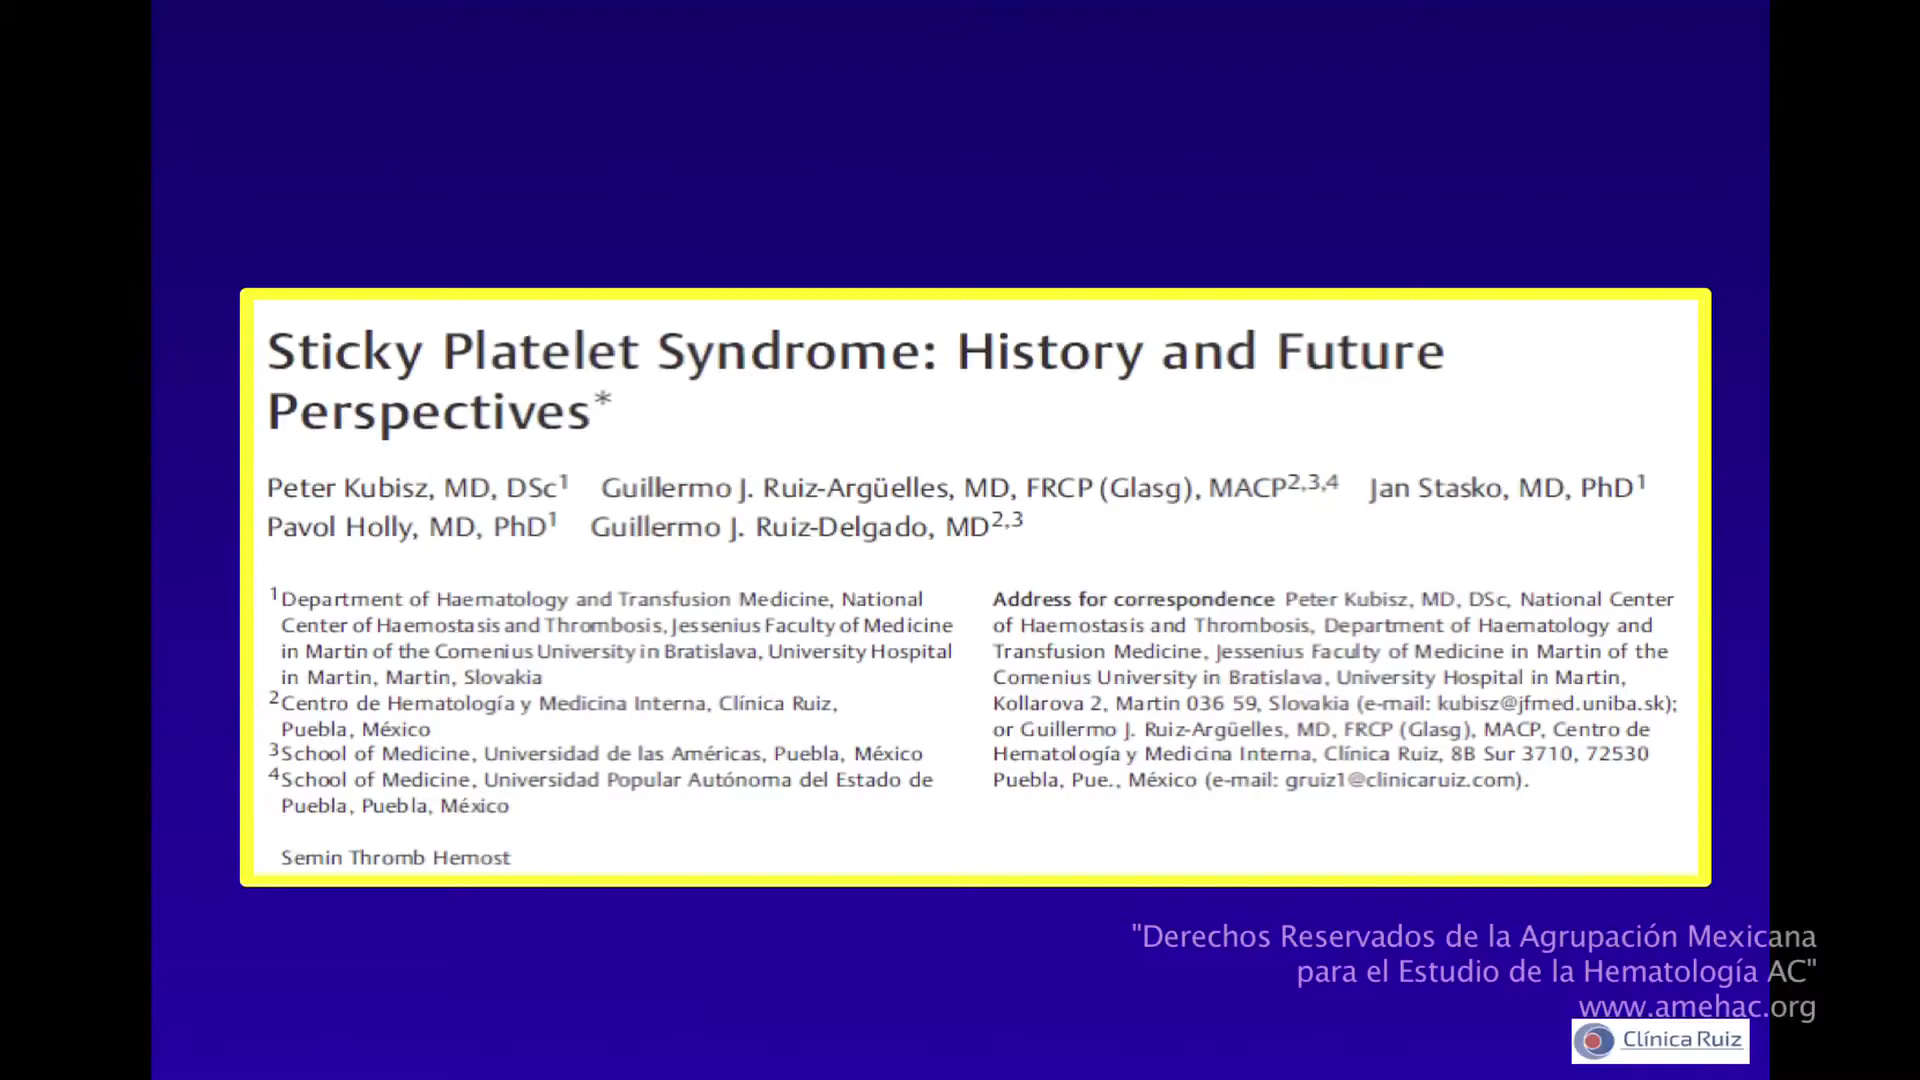 Sticky Platelet Syndrome: History and Future
Perspectives*
Peter Kubisz, MD, DSc1 Guillermo J. Ruiz-Argüelles, MD, FRCP (Glasg), MACP2,3,4 Jan Stasko, MD, PhD1
Pavol Holly, MD, PhD1 Guillermo J. Ruiz-Delgado, MD2,3
1 Department of Haematology and Transfusion Medicine, National
Center of Haemostasis and Thrombosis, Jessenius Faculty of Medicine
in Martin of the Comenius University in Bratislava, University Hospital
in Martin, Martin, Slovakia
2 Centro de Hematología y Medicina Interna, Clínica Ruiz,
Puebla, México
3 School of Medicine, Universidad de las Américas, Puebla, México
4 School of Medicine, Universidad Popular Autónoma del Estado de
Puebla, Puebla, México
Semin Thromb Hemost
Address for correspondence Peter Kubisz, MD, DSc, National Center
of Haemostasis and Thrombosis, Department of Haematology and
Transfusion Medicine, Jessenius Faculty of Medicine in Martin of the
Comenius University in Bratislava, University Hospital in Martin,
Kollarova 2, Martin 036 59, Slovakia (e-mail: kubisz@jfmed.uniba.sk);
or Guillermo J. Ruiz-Argüelles, MD, FRCP (Glasg), MACP, Centro de
Hematología y Medicina Interna, Clínica Ruiz, 8B Sur 3710, 72530
Puebla, Pue., México (e-mail: gruiz1@clinicaruiz.com).
"Derechos Reservados de la Agrupación Mexicana
para el Estudio de la Hematología AC"
www.amehac.org
Clínica Ruiz